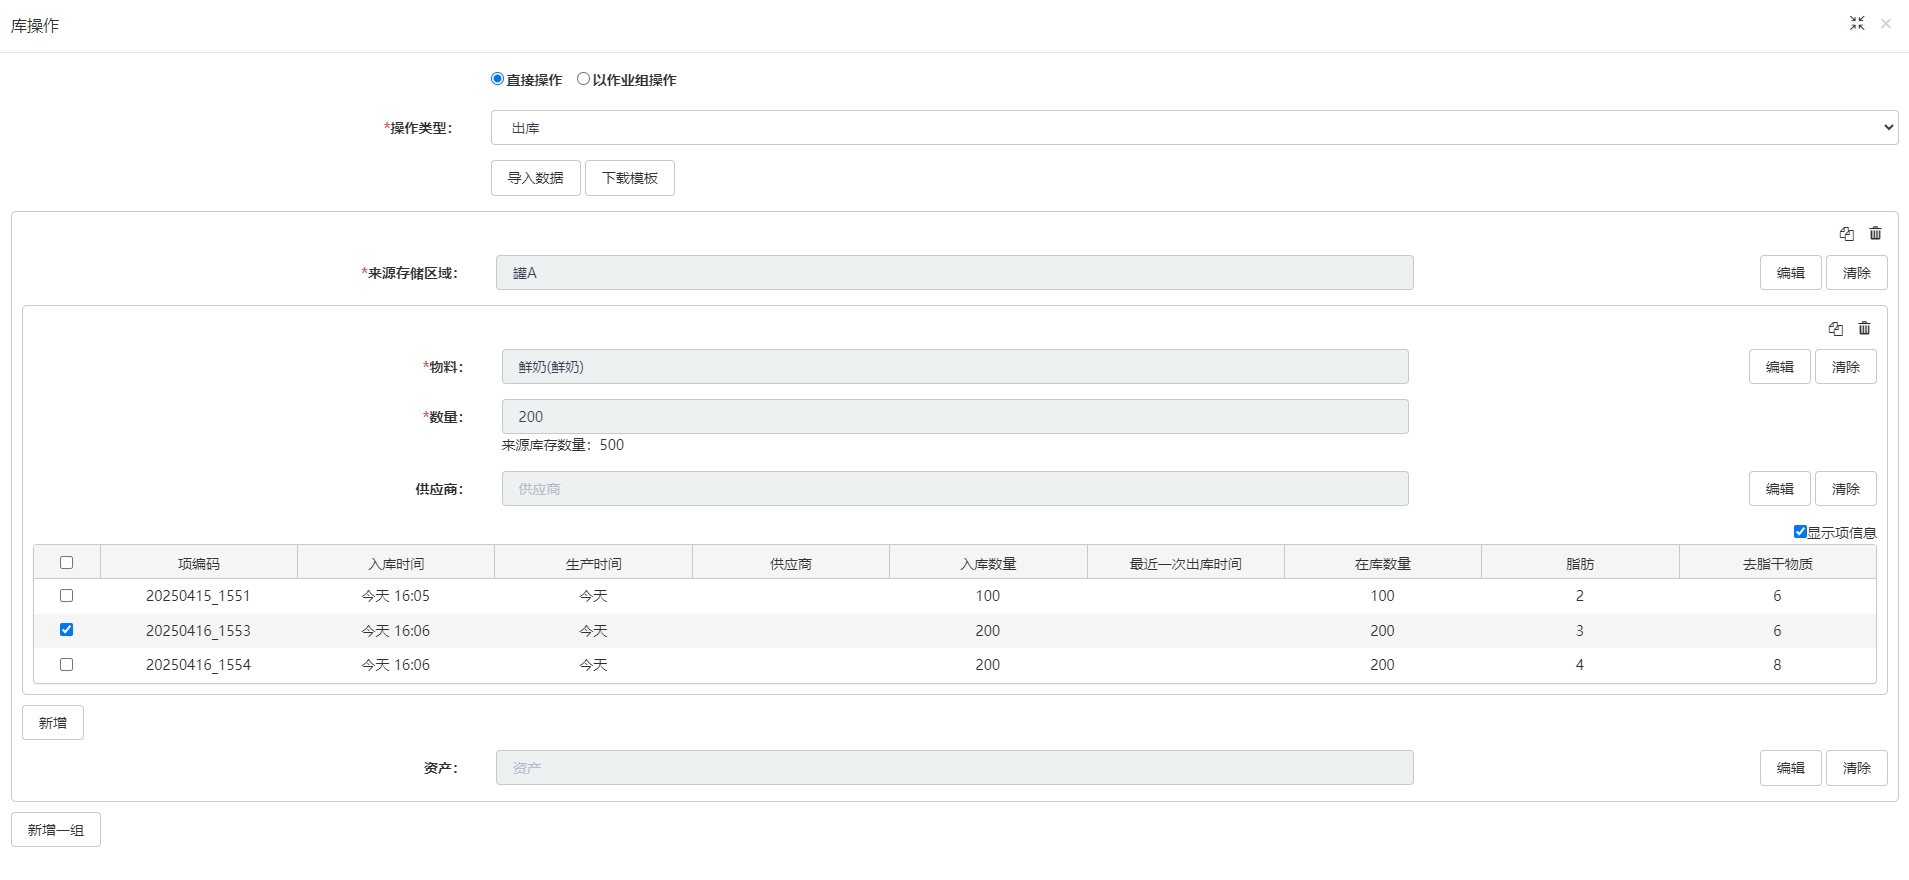 库操作
直接操作 以作业组操作
*操作类型： 出库
导入数据 下载模板
*来源存储区域： 罐A 编辑 清除
*物料： 鲜奶(鲜奶) 编辑 清除
*数量： 200
来源库存数量：500
供应商： 供应商 编辑 清除
显示项信息
项编码 入库时间 生产时间 供应商 入库数量 最近一次出库时间 在库数量 脂肪 去脂干物质
20250415_1551 今天 16:05 今天 100 100 2 6
20250416_1553 今天 16:06 今天 200 200 3 6
20250416_1554 今天 16:06 今天 200 200 4 8
新增
资产： 资产 编辑 清除
新增一组